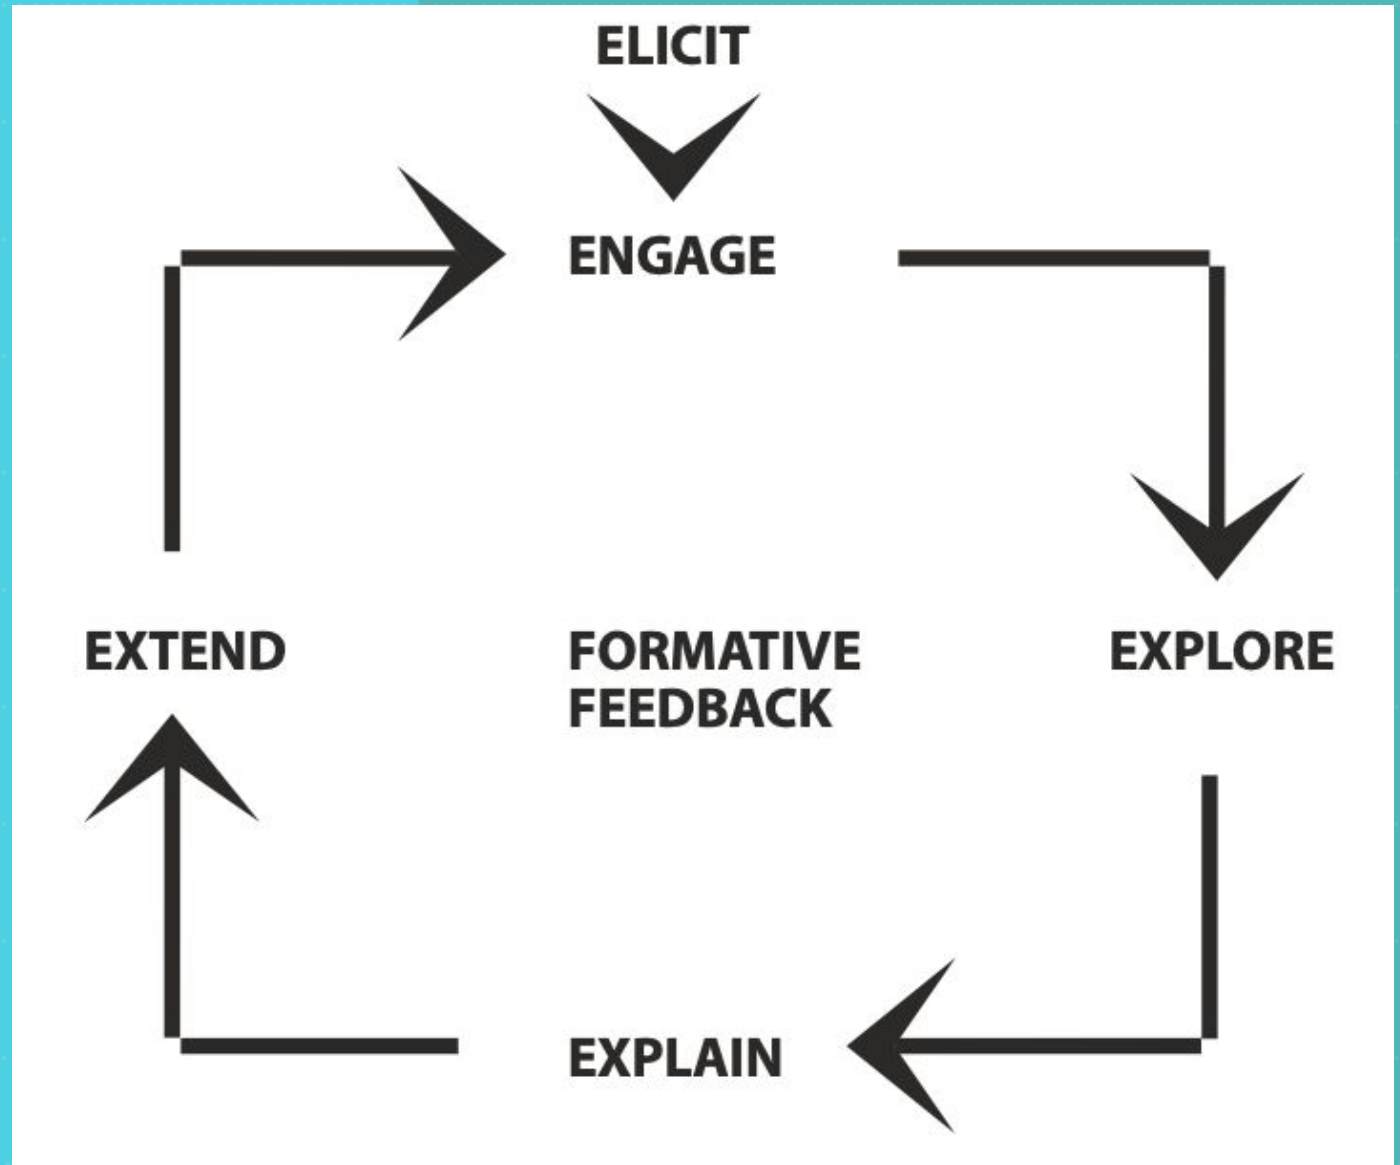 ELICIT
ENGAGE
EXTEND
FORMATIVE
FEEDBACK
EXPLORE
EXPLAIN